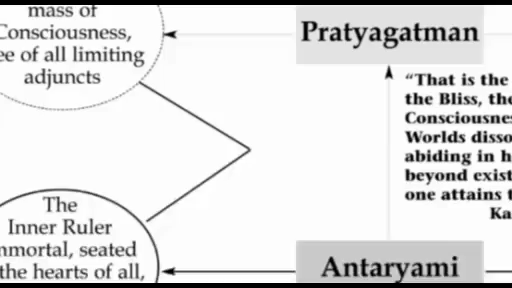 mass of
Consciousness,
ee of all limiting
adjuncts
Pratyagatman
“That is the
the Bliss, the
Consciousnes
Worlds disso
abiding in h
beyond exist
one attains t
Ka
The
Inner Ruler
mmortal, seated
the hearts of all,
Antaryami